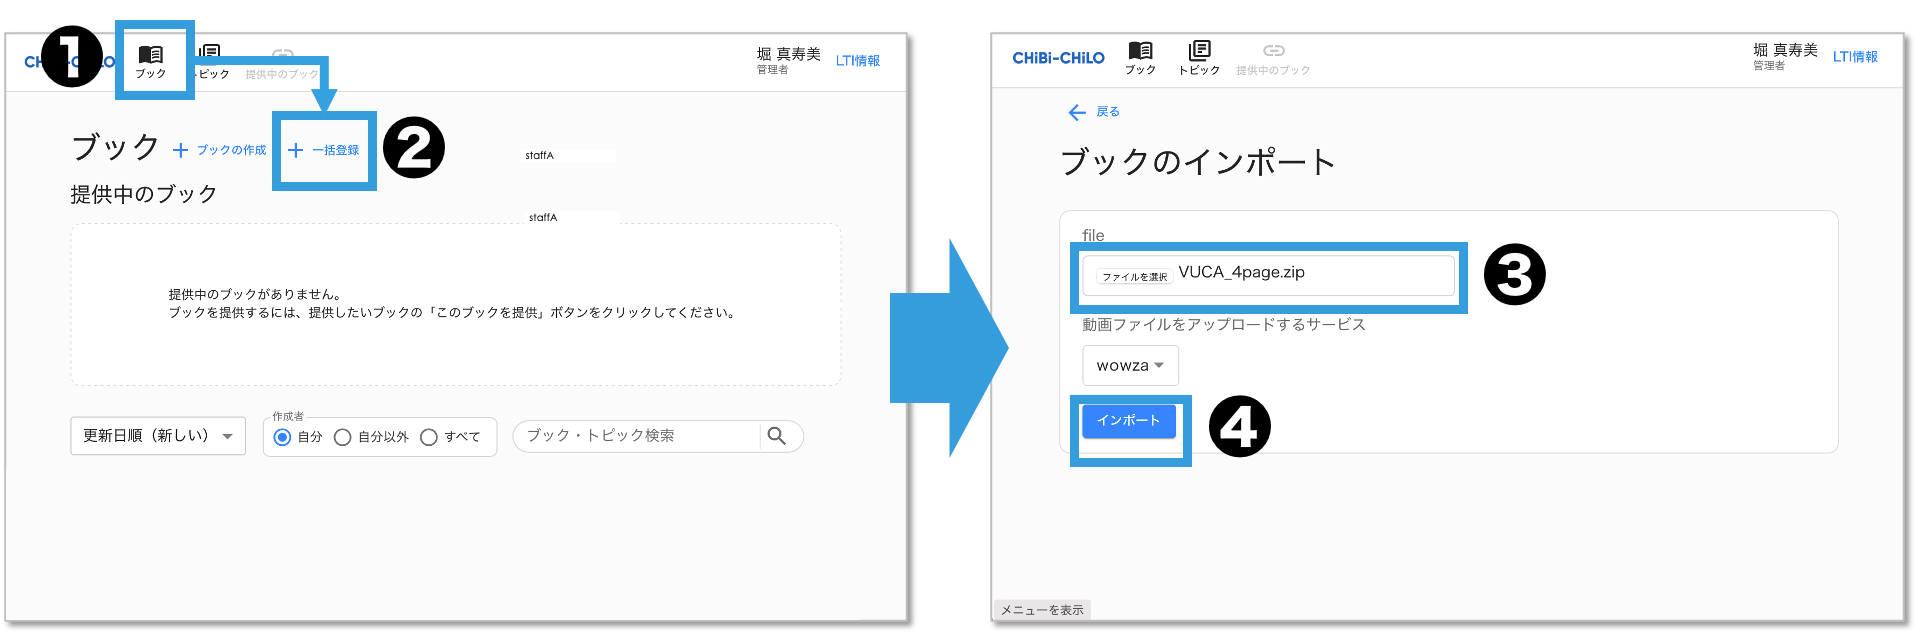 1
ブック
トピック
提供中のブック
堀 真寿美
管理者
LTI情報
ブック
+ ブックの作成
+ 一括登録
2
staffA
提供中のブック
staffA
提供中のブックがありません。
ブックを提供するには、提供したいブックの「このブックを提供」ボタンをクリックしてください。
更新日順（新しい）
作成者
自分
自分以外
すべて
ブック・トピック検索
CHiBi-CHiLO
ブック
トピック
提供中のブック
堀 真寿美
管理者
LTI情報
戻る
ブックのインポート
file
ファイルを選択 VUCA_4page.zip
3
動画ファイルをアップロードするサービス
wowza
インポート
4
メニューを表示